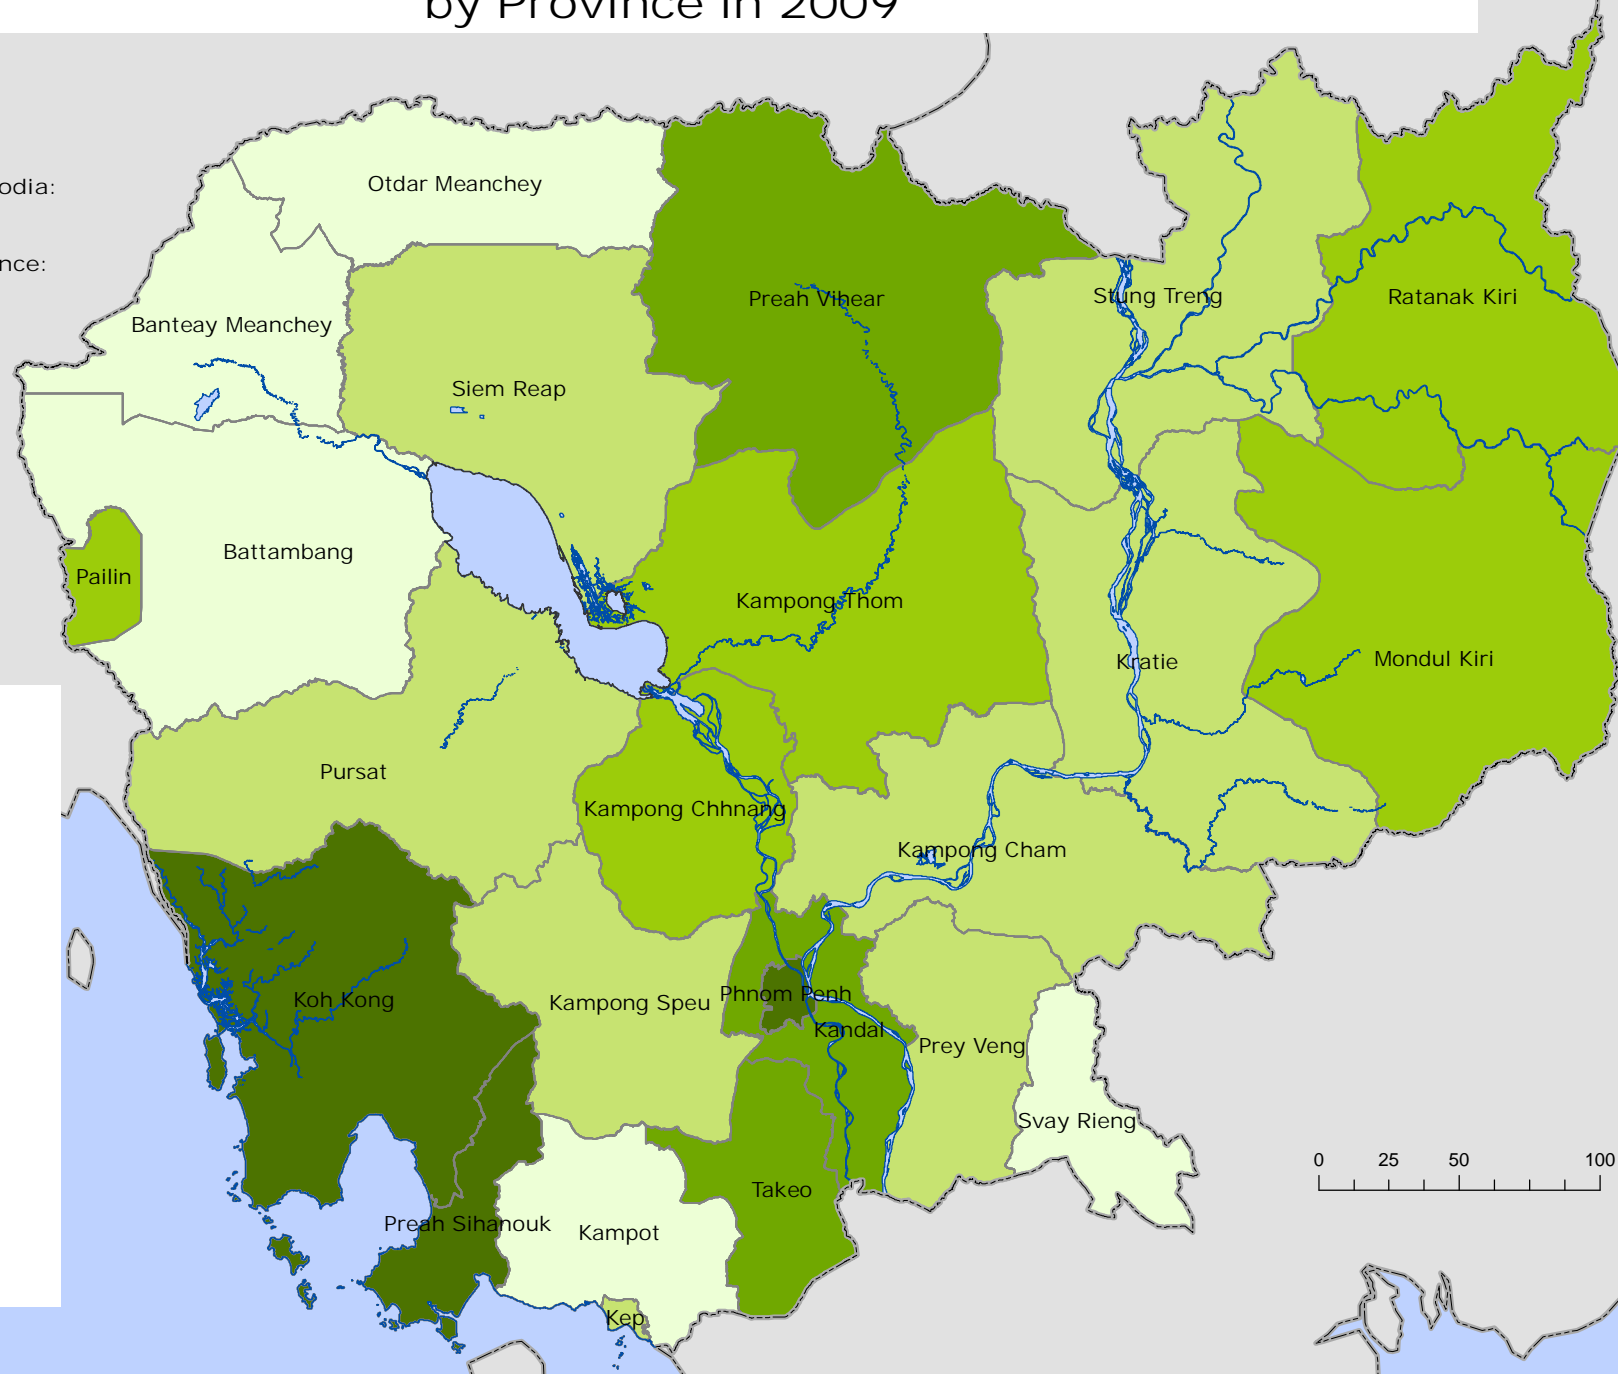 by Province in 2009
odia:
nce:
Otdar Meanchey
Banteay Meanchey
Preah Vihear
Stung Treng
Ratanak Kiri
Siem Reap
Battambang
Pailin
Kampong Thom
Kratie
Mondul Kiri
Pursat
Kampong Chhnang
Kampong Cham
Koh Kong
Kampong Speu
Phnom Penh
Kandal
Prey Veng
Svay Rieng
0 25 50 100
Takeo
Preah Sihanouk
Kampot
Kep